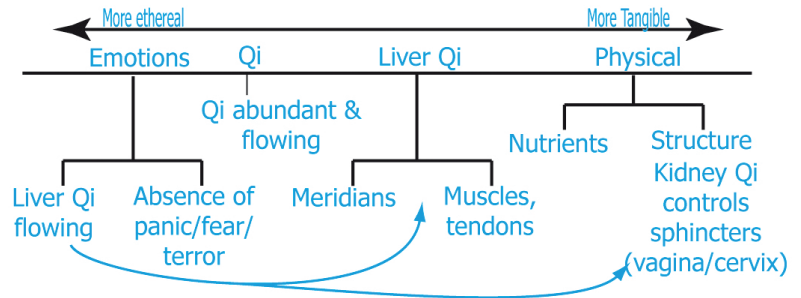 More ethereal
More Tangible
Emotions
Qi
Liver Qi
Physical
Qi abundant &
flowing
Nutrients
Structure
Kidney Qi
controls
sphincters
(vagina/cervix)
Liver Qi
flowing
Absence of
panic/fear/
terror
Meridians
Muscles,
tendons